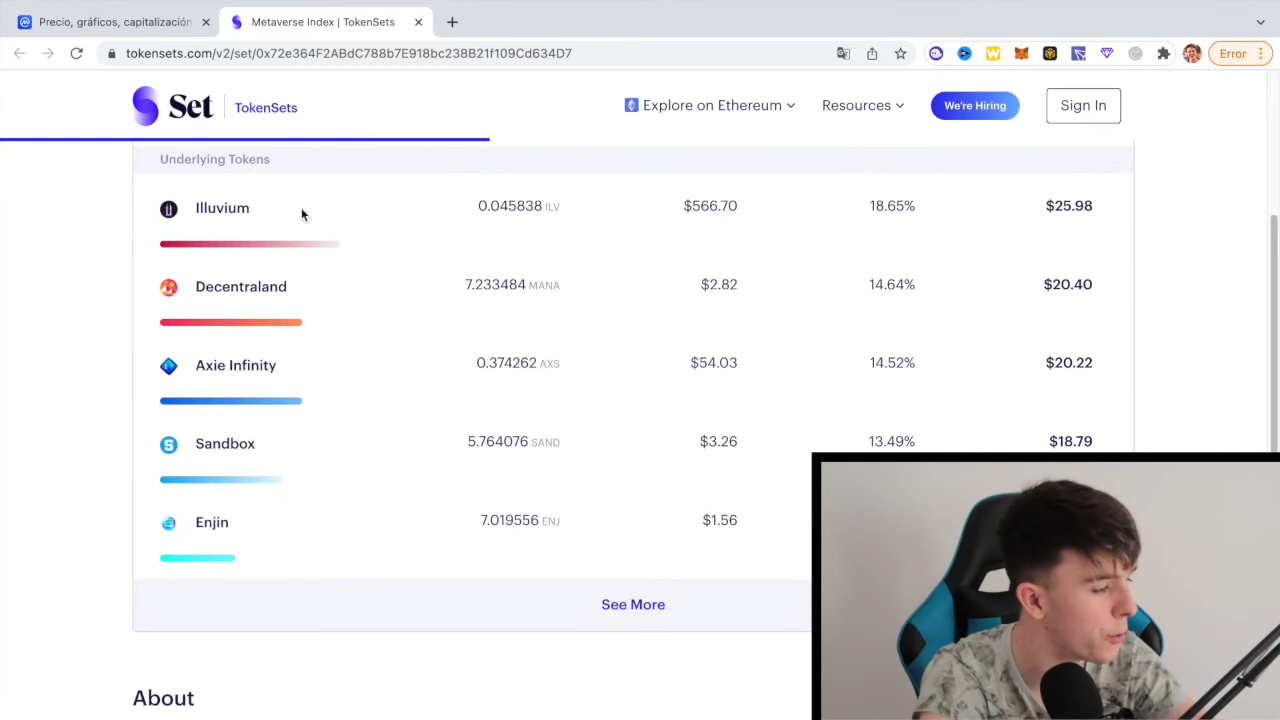 Precio, gráficos, capitalización
Metaverse Index | TokenSets
tokensets.com/v2/set/0x72e364F2ABdC788b7E918bc238B21f109Cd634D7
Error
Set TokenSets
Explore on Ethereum
Resources
We're Hiring
Sign In
Underlying Tokens
Illuvium 0.045838 ILV $566.70 18.65% $25.98
Decentraland 7.233484 MANA $2.82 14.64% $20.40
Axie Infinity 0.374262 AXS $54.03 14.52% $20.22
Sandbox 5.764076 SAND $3.26 13.49% $18.79
Enjin 7.019556 ENJ $1.56
See More
About